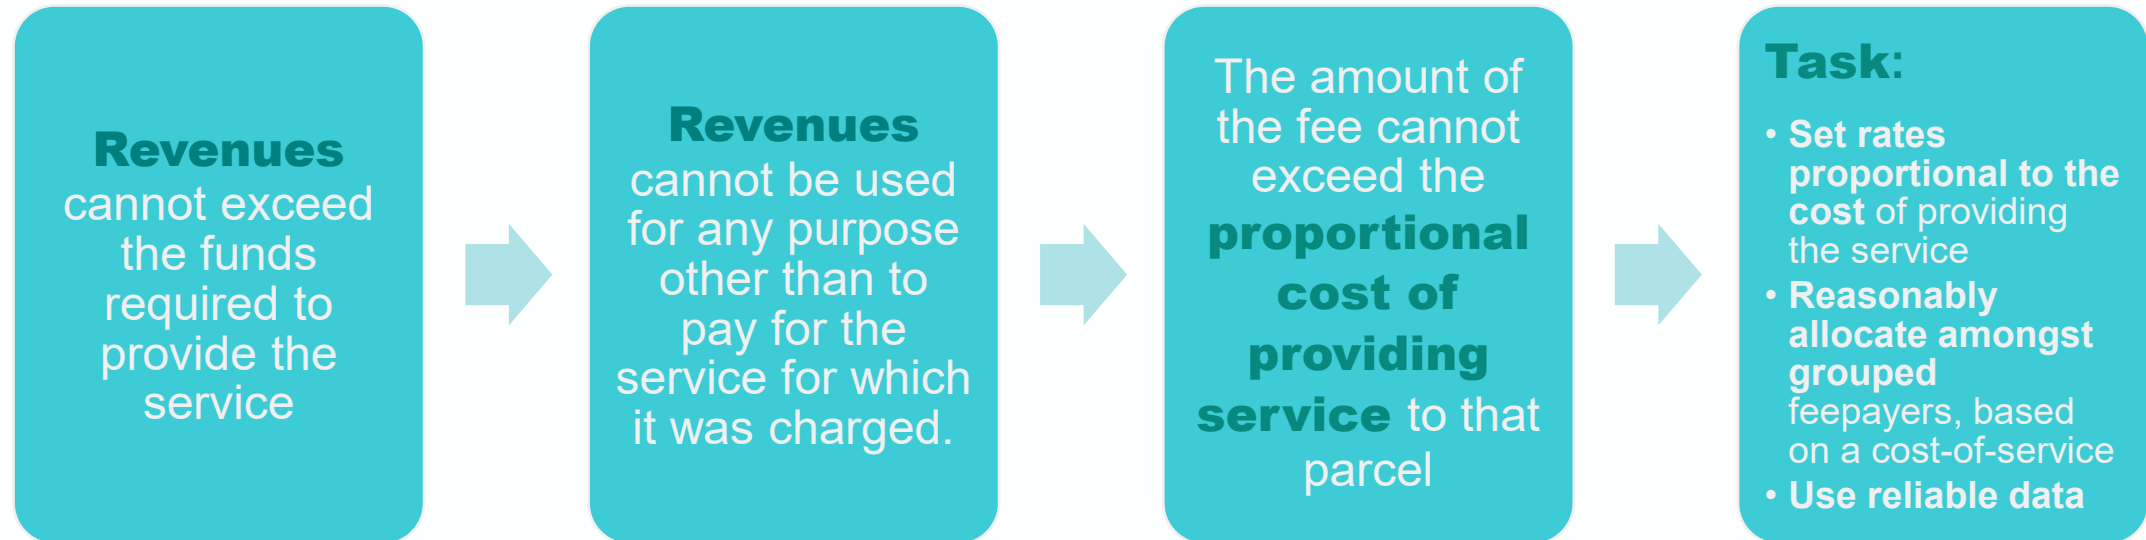 Revenues
cannot exceed
the funds
required to
provide the
service
Revenues
cannot be used
for any purpose
other than to
pay for the
service for which
it was charged.
The amount of
the fee cannot
exceed the
proportional
cost of
providing
service to that
parcel
Task:
• Set rates
proportional to the
cost of providing
the service
• Reasonably
allocate amongst
grouped
feepayers, based
on a cost-of-service
• Use reliable data